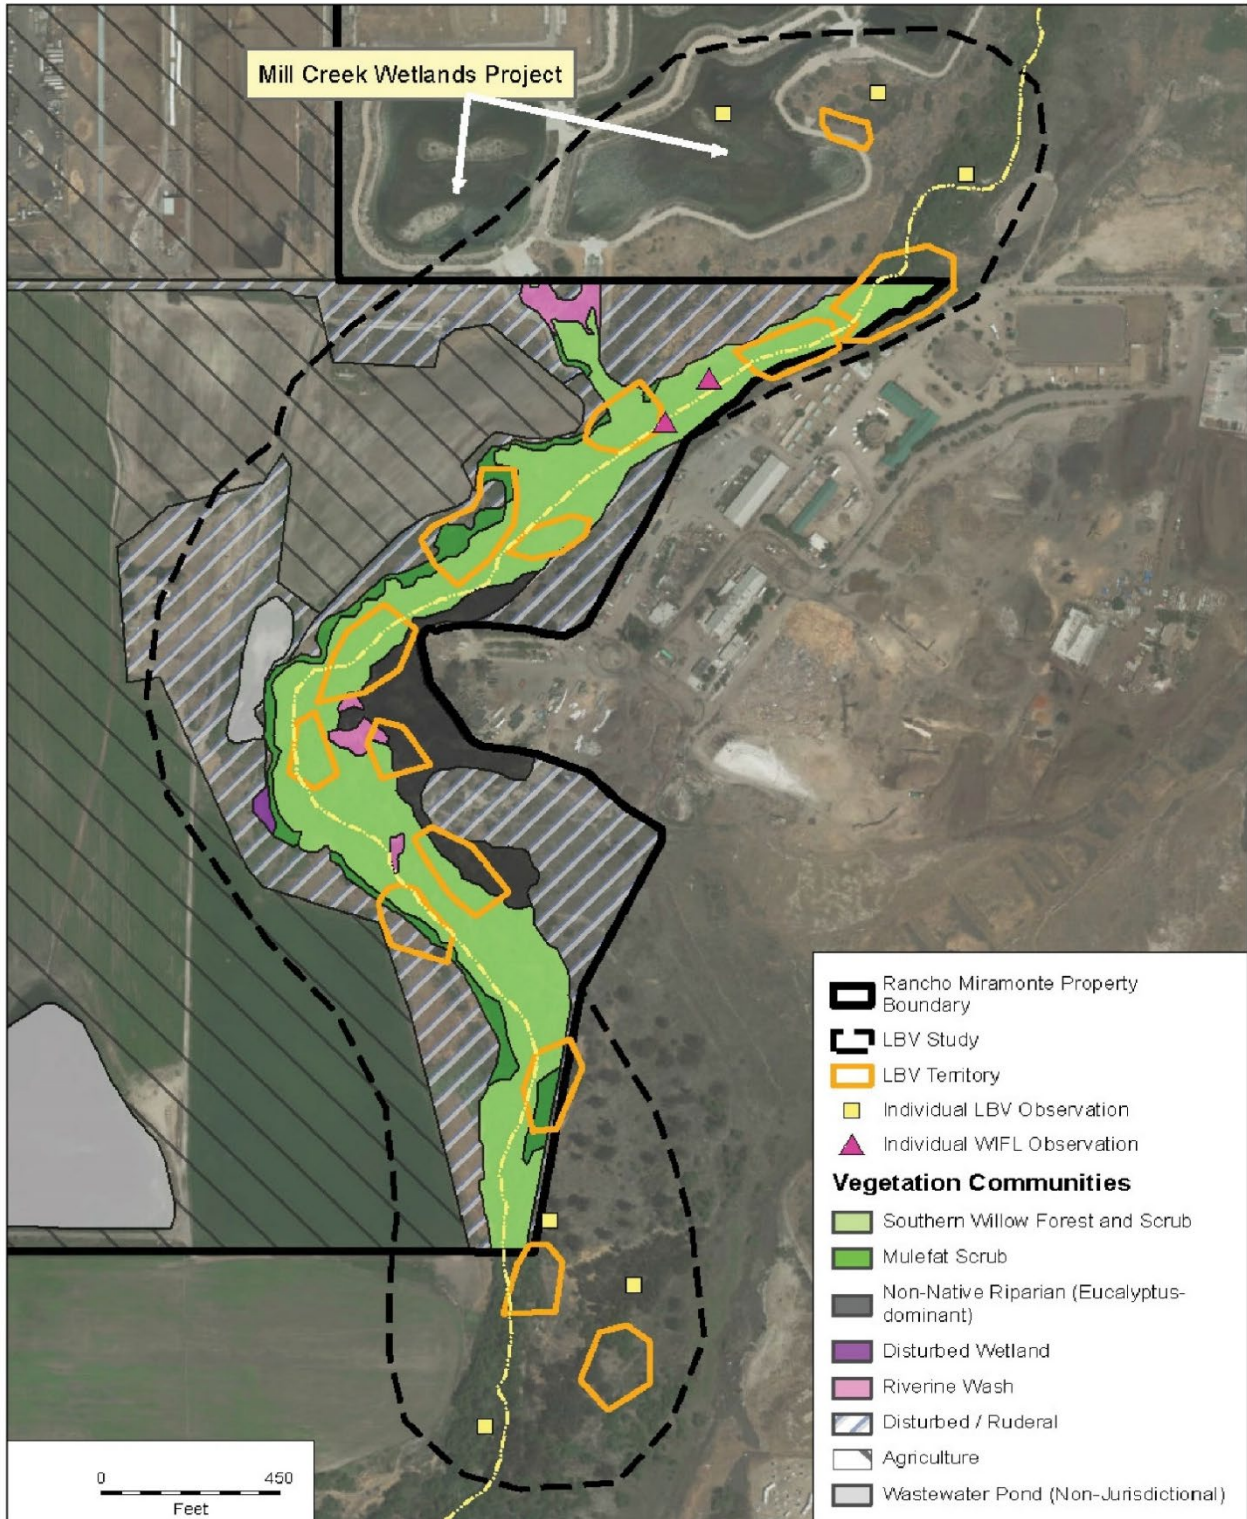 Mill Creek Wetlands Project
Rancho Miramonte Property
Boundary
LBV Study
LBV Territory
Individual LBV Observation
Individual WIFL Observation
Vegetation Communities
Southern Willow Forest and Scrub
Mulefat Scrub
Non-Native Riparian (Eucalyptus-
dominant)
Disturbed Wetland
Riverine Wash
Disturbed / Ruderal
Agriculture
Wastewater Pond (Non-Jurisdictional)
0 450
Feet